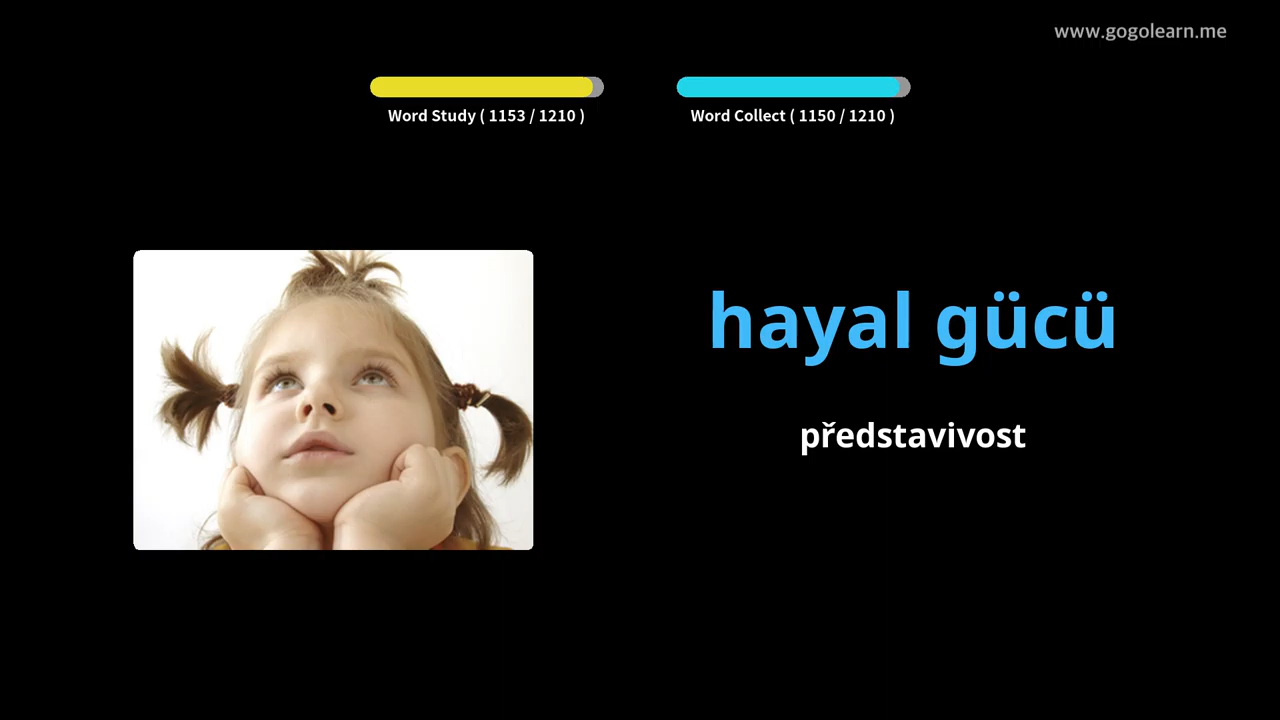 www.gogolearn.me
Word Study ( 1153 / 1210 )
Word Collect ( 1150 / 1210 )
hayal gücü
představivost